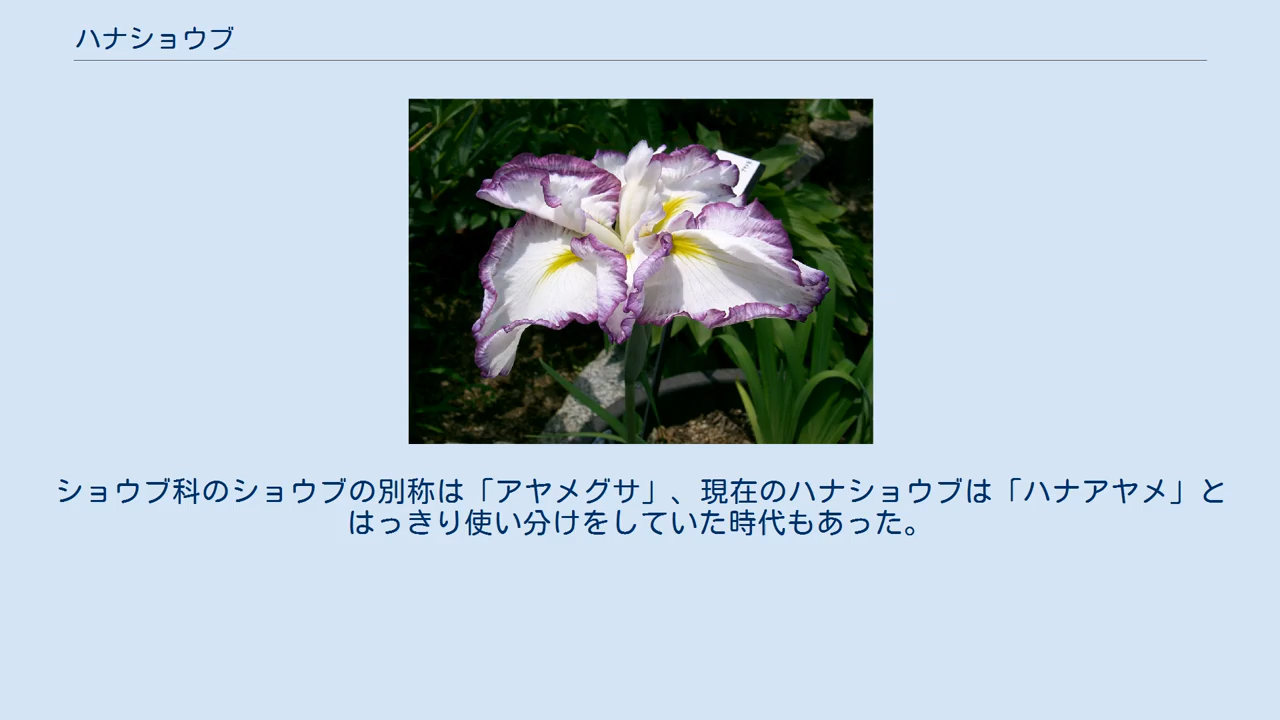 ハナショウブ
ショウブ科のショウブの別称は「アヤメグサ」、現在のハナショウブは「ハナアヤメ」と
はっきり使い分けをしていた時代もあった。